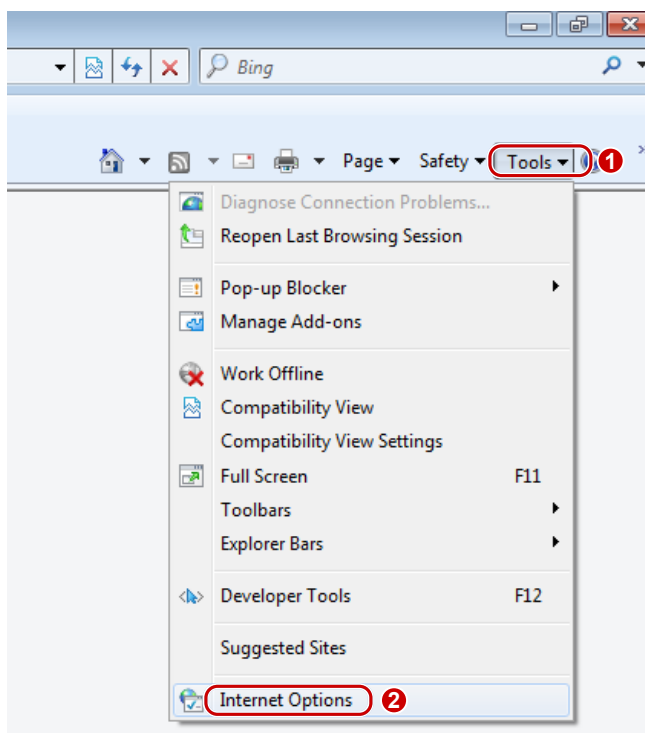 Bing
Page Safety Tools 1
Diagnose Connection Problems...
Reopen Last Browsing Session
Pop-up Blocker
Manage Add-ons
Work Offline
Compatibility View
Compatibility View Settings
Full Screen F11
Toolbars
Explorer Bars
Developer Tools F12
Suggested Sites
Internet Options 2